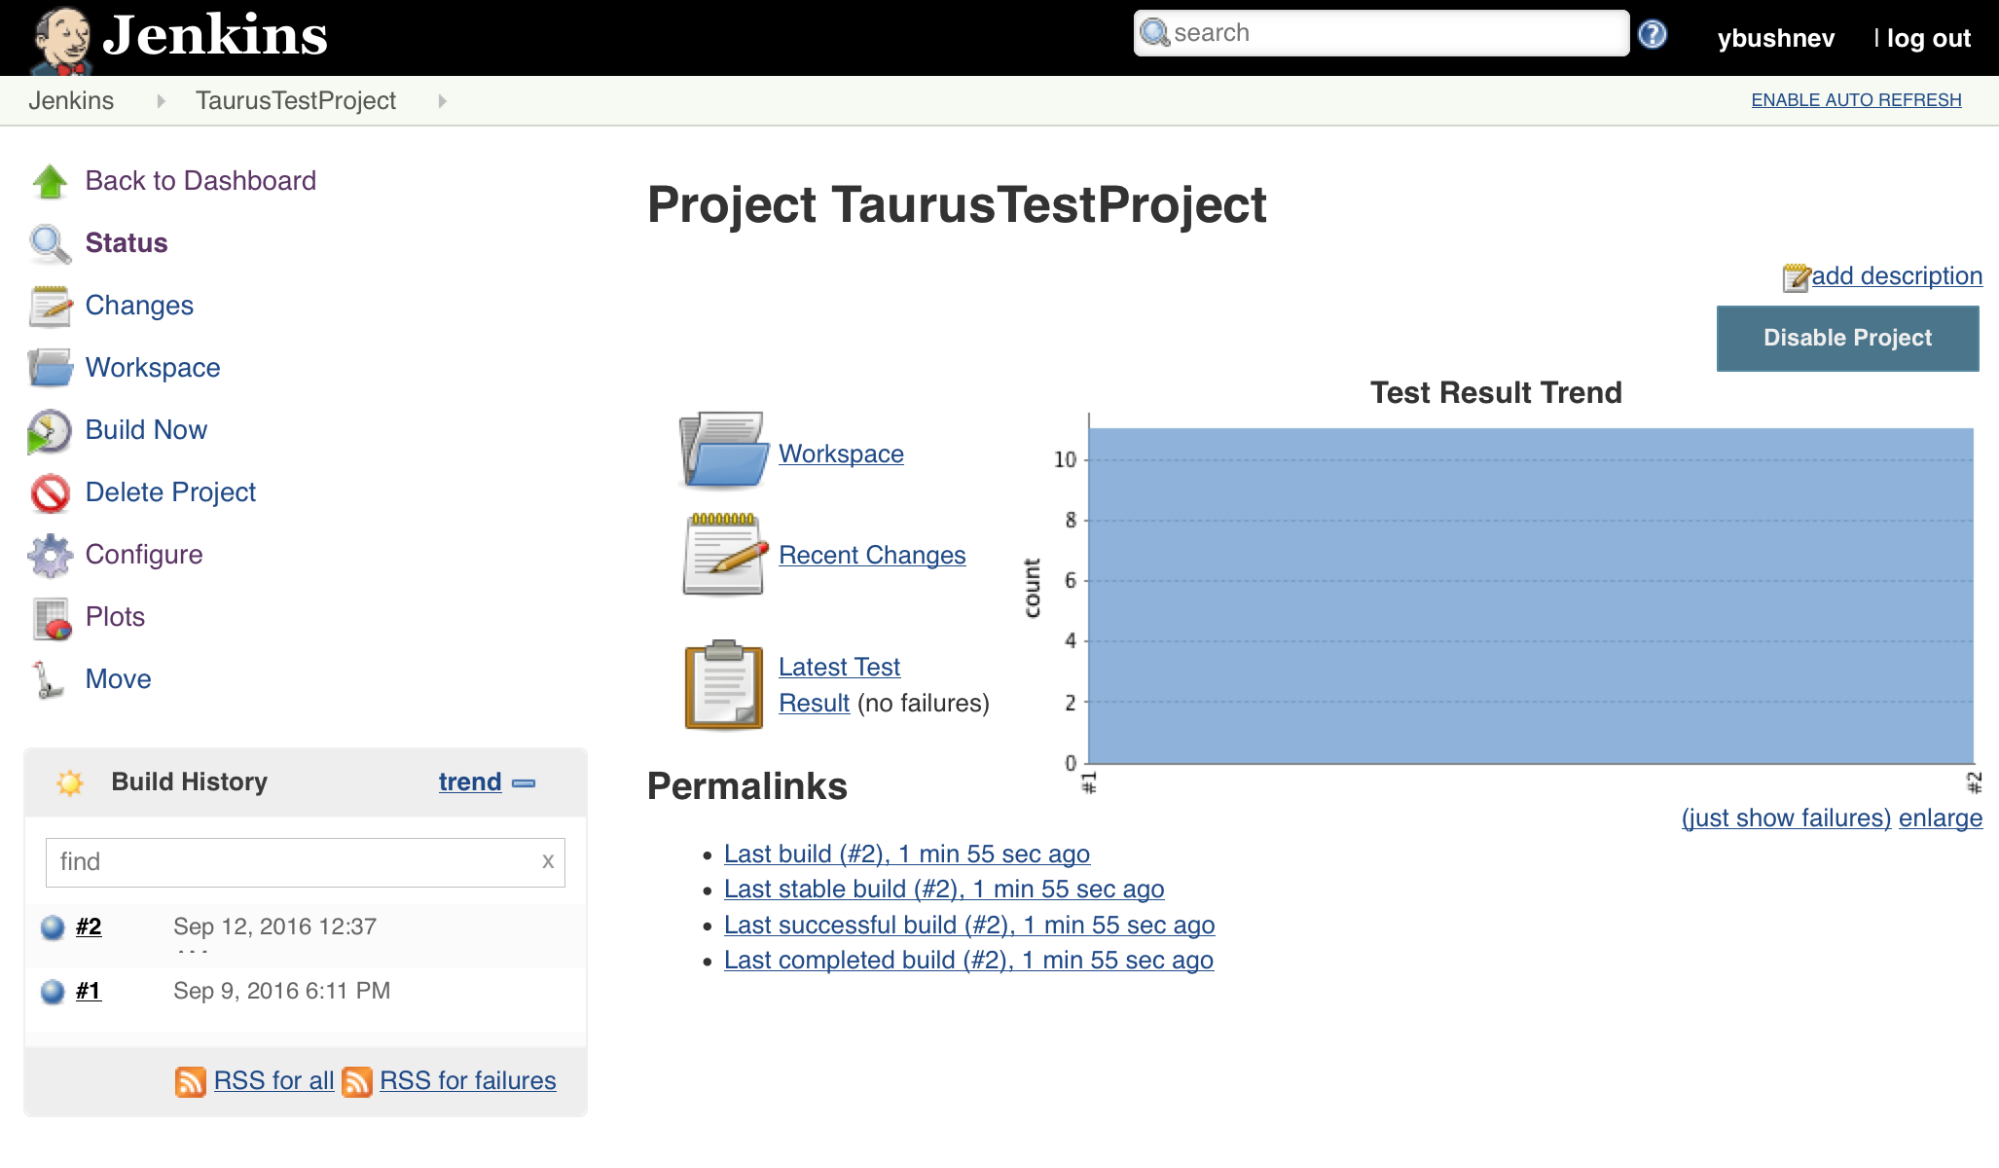 Jenkins
search
ybushnev | log out
Jenkins TaurusTestProject
ENABLE AUTO REFRESH
Back to Dashboard
Status
Changes
Workspace
Build Now
Delete Project
Configure
Plots
Move
Build History trend
find x
#2 Sep 12, 2016 12:37
...
#1 Sep 9, 2016 6:11 PM
RSS for all RSS for failures
Project TaurusTestProject
add description
Disable Project
Workspace
Recent Changes
Latest Test
Result (no failures)
Test Result Trend
count
10
8
6
4
2
0
#1 #2
(just show failures) enlarge
Permalinks
• Last build (#2), 1 min 55 sec ago
• Last stable build (#2), 1 min 55 sec ago
• Last successful build (#2), 1 min 55 sec ago
• Last completed build (#2), 1 min 55 sec ago